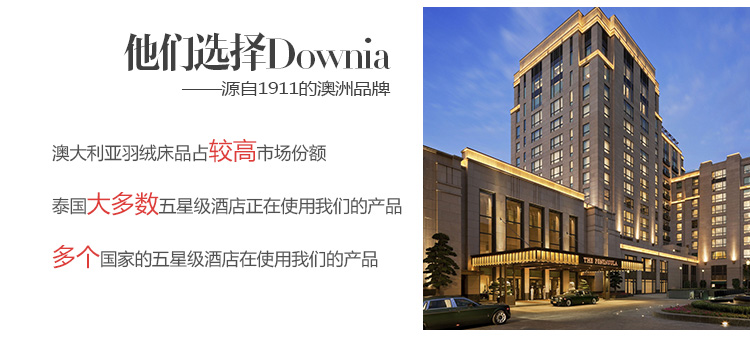 他们选择Downia
——源自1911的澳洲品牌
澳大利亚羽绒床品占较高市场份额
泰国大多数五星级酒店正在使用我们的产品
多个国家的五星级酒店在使用我们的产品
THE PENINSULA